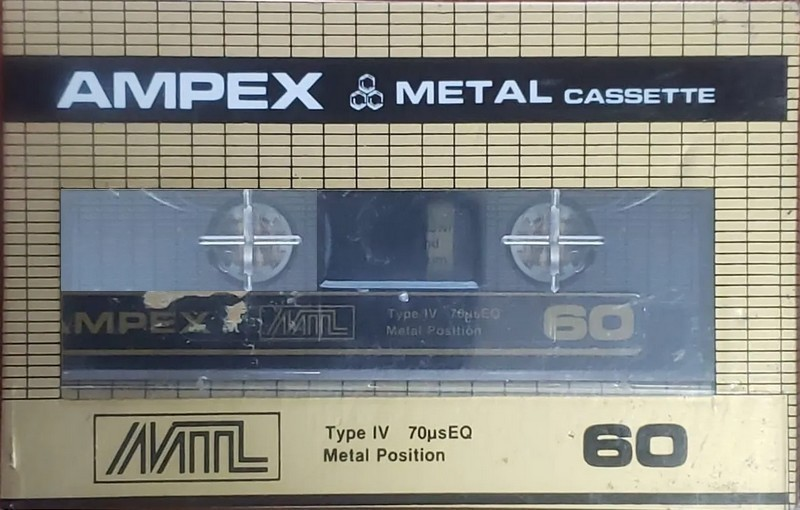 AMPEX METAL CASSETTE
AMPEX MTL Type IV 70µsEQ 60
Metal Position
MTL Type IV 70µsEQ 60
Metal Position